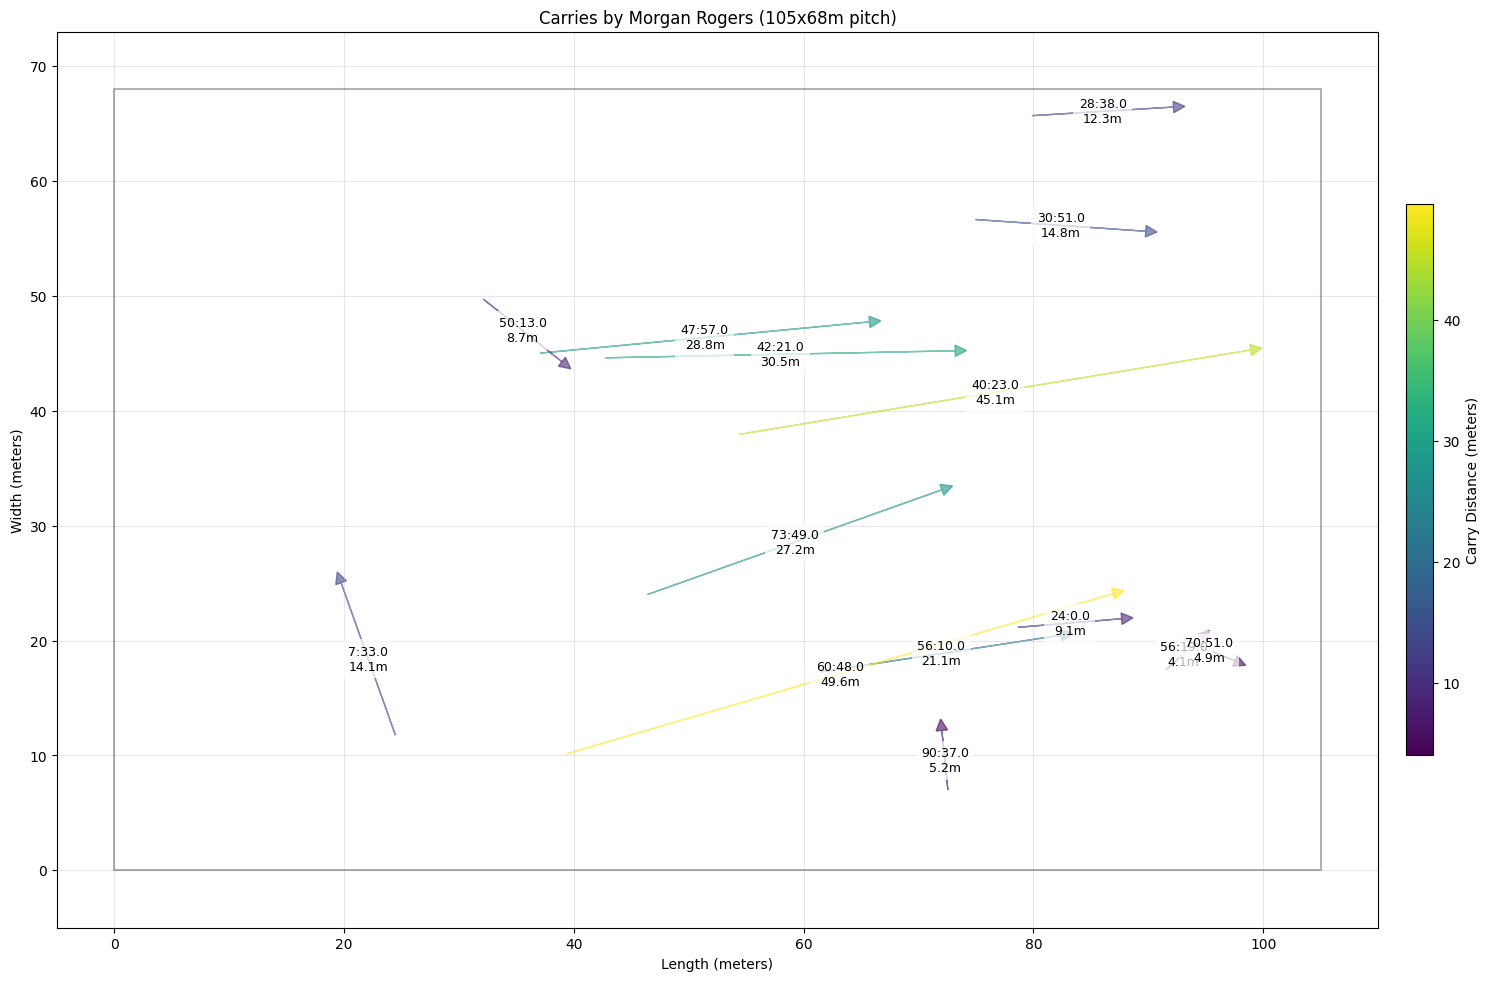 Carries by Morgan Rogers (105x68m pitch)
70
60
50
40
30
20
10
0
Width (meters)
28:38.0
12.3m
30:51.0
14.8m
50:13.0
8.7m
47:57.0
28.8m
42:21.0
30.5m
40:23.0
45.1m
73:49.0
27.2m
24:0.0
9.1m
56:10.0
21.1m
60:48.0
49.6m
7:33.0
14.1m
4.1m
70:51.0
4.9m
90:37.0
5.2m
0
20
40
60
80
100
Length (meters)
40
30
20
10
Carry Distance (meters)